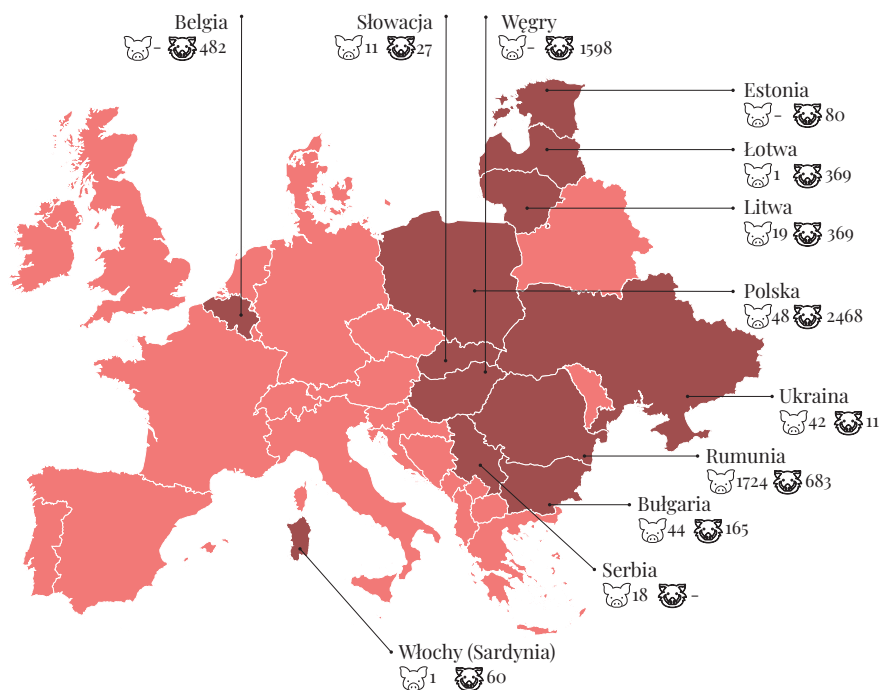 Belgia
- 482
Słowacja
11 27
Węgry
- 1598
Estonia
- 80
Łotwa
1 369
Litwa
19 369
Polska
48 2468
Ukraina
42 11
Rumunia
1724 683
Bułgaria
44 165
Serbia
18 -
Włochy (Sardynia)
1 60